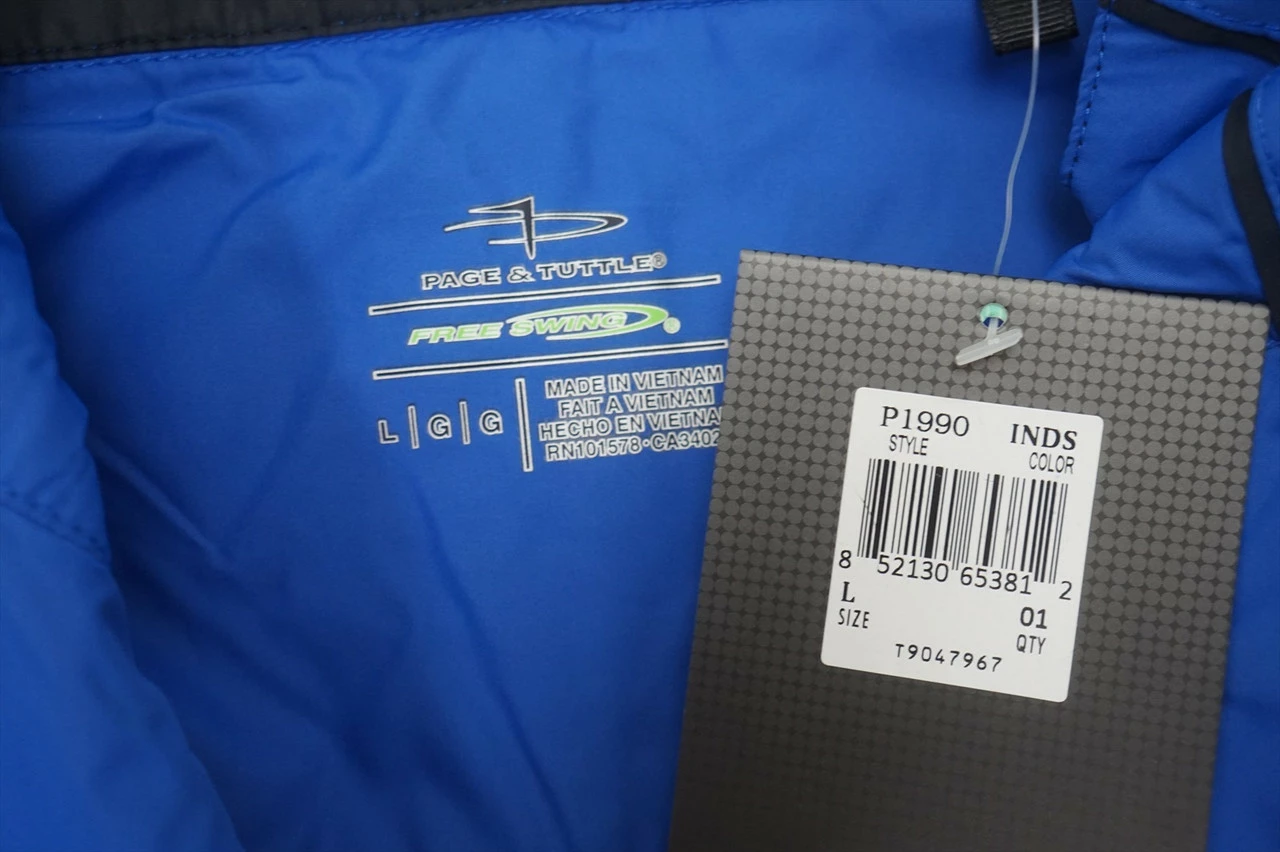 PAGE & TUTTLE®
FREE SWING®
L | G | G
MADE IN VIETNAM
FAIT A VIETNAM
HECHO EN VIETNA
RN101578 · CA3402
P1990 INDS
STYLE COLOR
8 52130 65381 2
L 01
SIZE QTY
T9047967